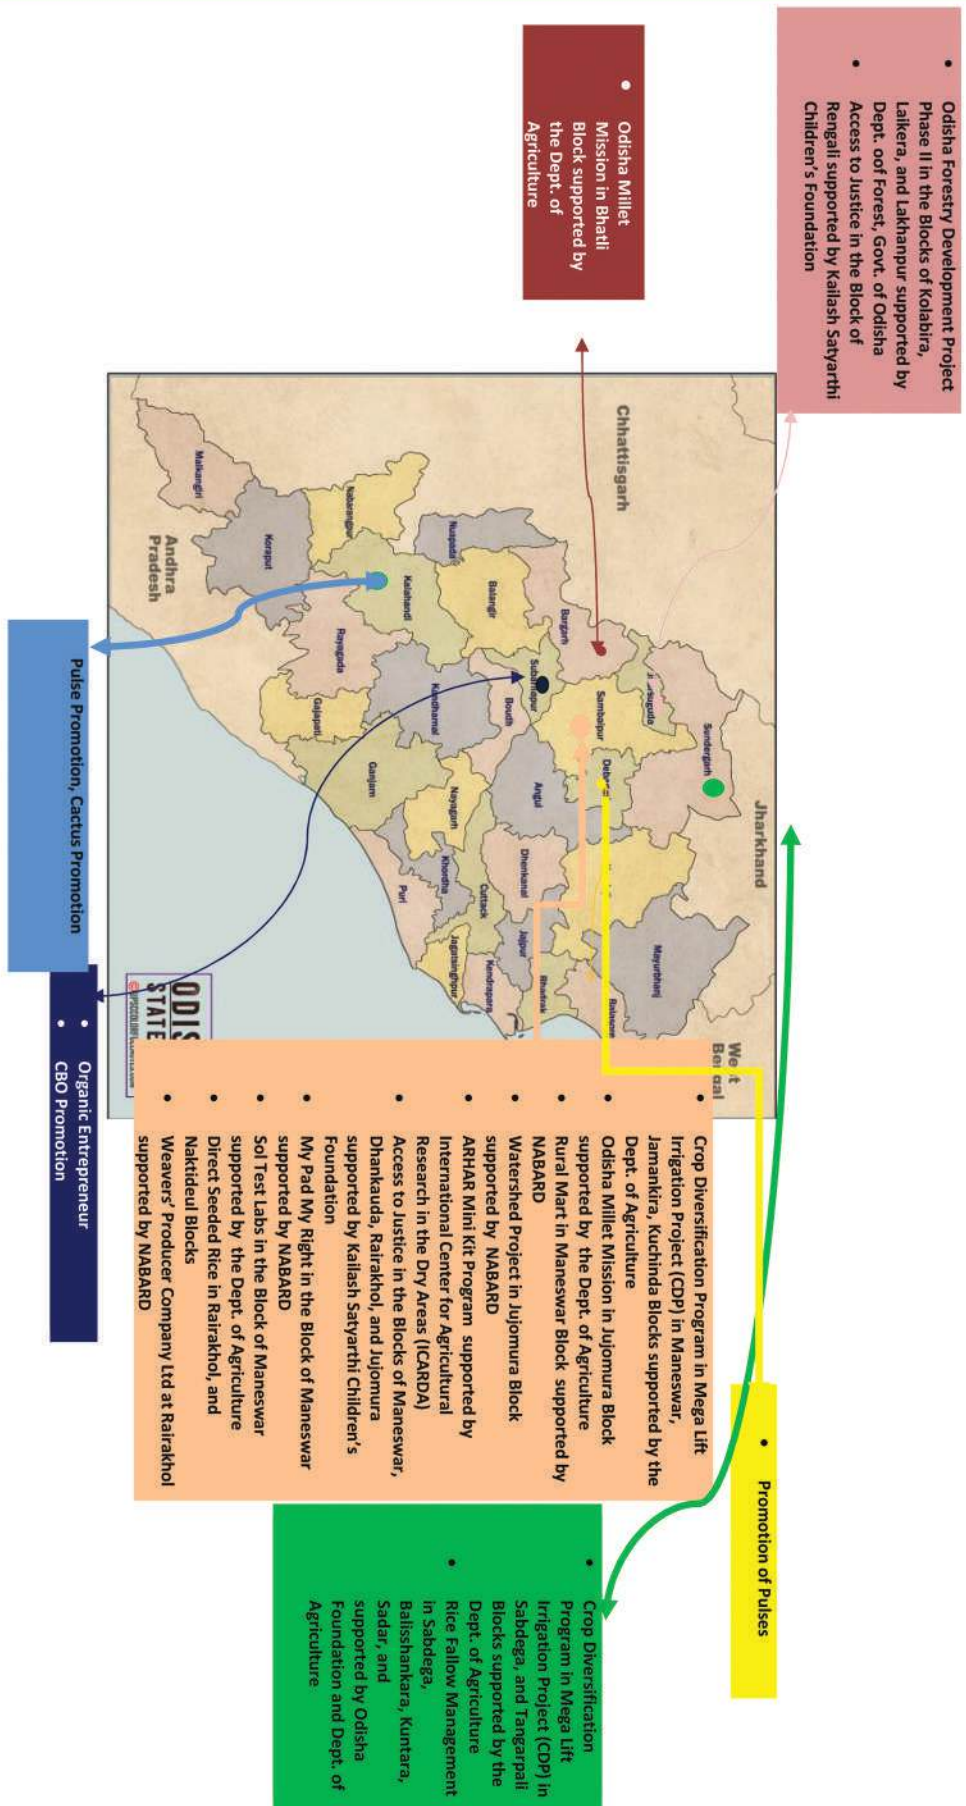 Odisha Forestry Development Project
Phase II in the Blocks of Kolabira,
Laikera, and Lakhanpur supported by
Dept. oof Forest, Govt. of Odisha
Access to Justice in the Block of
Rengali supported by Kailash Satyarthi
Children's Foundation
Odisha Millet
Mission in Bhatli
Block supported by
the Dept. of
Agriculture
Jharkhand
Chhattisgarh
Andhra
Pradesh
Sundergarh
Sambalpur
Bargarh
Subarnapur
Balangir
Nuapada
Boudh
Angul
Mayurbhanj
Balasore
Bhadrak
Dhenkanal
Jajpur
Kendrapara
Cuttack
Jagatsinghpur
Nayagarh
Khordha
Puri
Kandhamal
Ganjam
Kalahandi
Rayagada
Gajapati
Nabarangpur
Koraput
Malkangiri
Promotion of Pulses
Crop Diversification Program in Mega Lift
Irrigation Project (CDP) in Maneswar,
Jamankira, Kuchinda Blocks supported by the
Dept. of Agriculture
Odisha Millet Mission in Jujomura Block
supported by the Dept. of Agriculture
Rural Mart in Maneswar Block supported by
NABARD
Watershed Project in Jujomura Block
supported by NABARD
ARHAR Mini Kit Program supported by
International Center for Agricultural
Research in the Dry Areas (ICARDA)
Access to Justice in the Blocks of Maneswar,
Dhankauda, Rairakhol, and Jujomura
supported by Kailash Satyarthi Children's
Foundation
My Pad My Right in the Block of Maneswar
supported by NABARD
Sol Test Labs in the Block of Maneswar
supported by the Dept. of Agriculture
Direct Seeded Rice in Rairakhol, and
Naktideul Blocks
Weavers' Producer Company Ltd at Rairakhol
supported by NABARD
Crop Diversification
Program in Mega Lift
Irrigation Project (CDP) in
Sabdega, and Tangarpali
Blocks supported by the
Dept. of Agriculture
Rice Fallow Management
in Sabdega,
Balisshankara, Kuntara,
Sadar, and
supported by Odisha
Foundation and Dept. of
Agriculture
Pulse Promotion, Cactus Promotion
Organic Entrepreneur
CBO Promotion